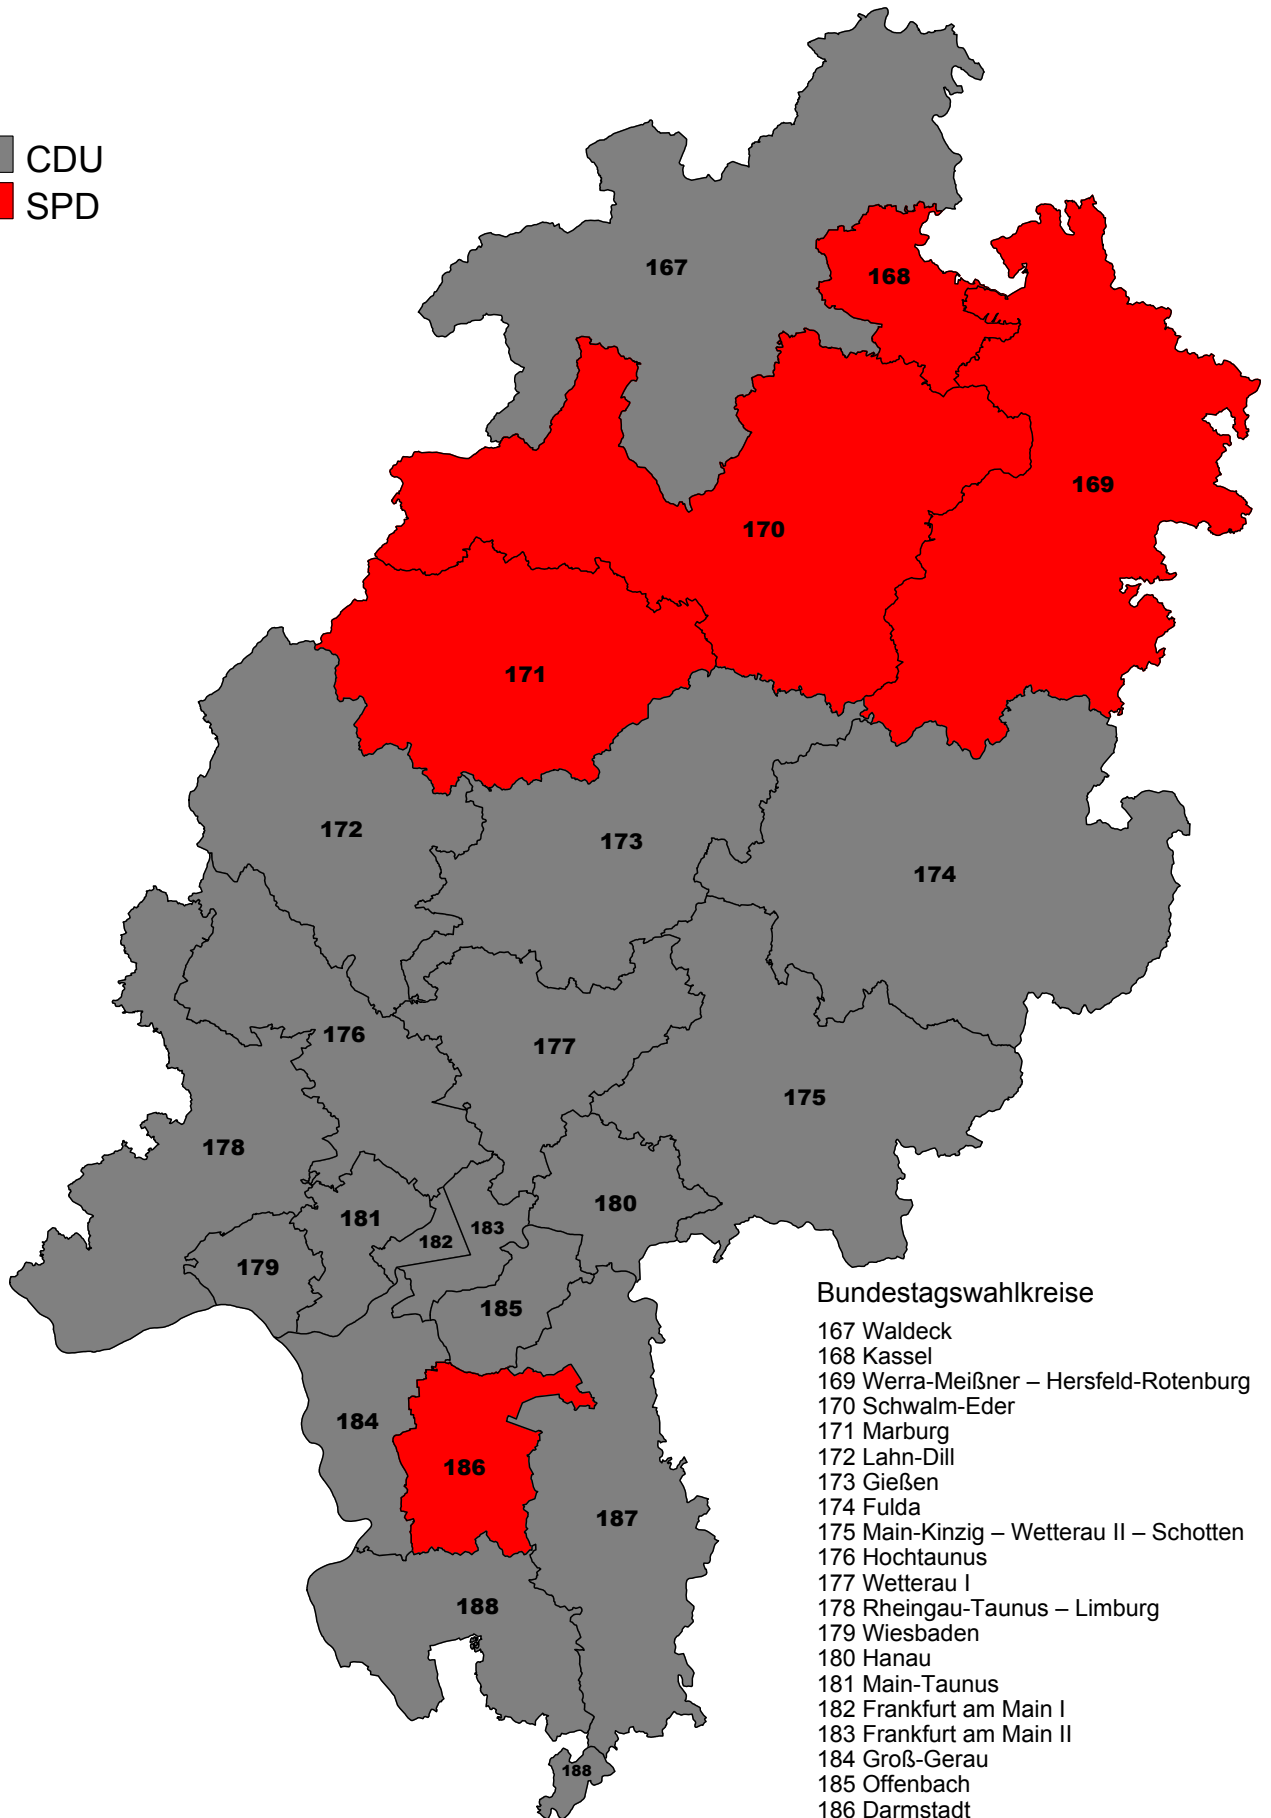 CDU
SPD
167
168
169
170
171
172
173
174
176
177
175
178
180
181
183
182
179
185
184
186
187
188
188
Bundestagswahlkreise
167 Waldeck
168 Kassel
169 Werra-Meißner – Hersfeld-Rotenburg
170 Schwalm-Eder
171 Marburg
172 Lahn-Dill
173 Gießen
174 Fulda
175 Main-Kinzig – Wetterau II – Schotten
176 Hochtaunus
177 Wetterau I
178 Rheingau-Taunus – Limburg
179 Wiesbaden
180 Hanau
181 Main-Taunus
182 Frankfurt am Main I
183 Frankfurt am Main II
184 Groß-Gerau
185 Offenbach
186 Darmstadt